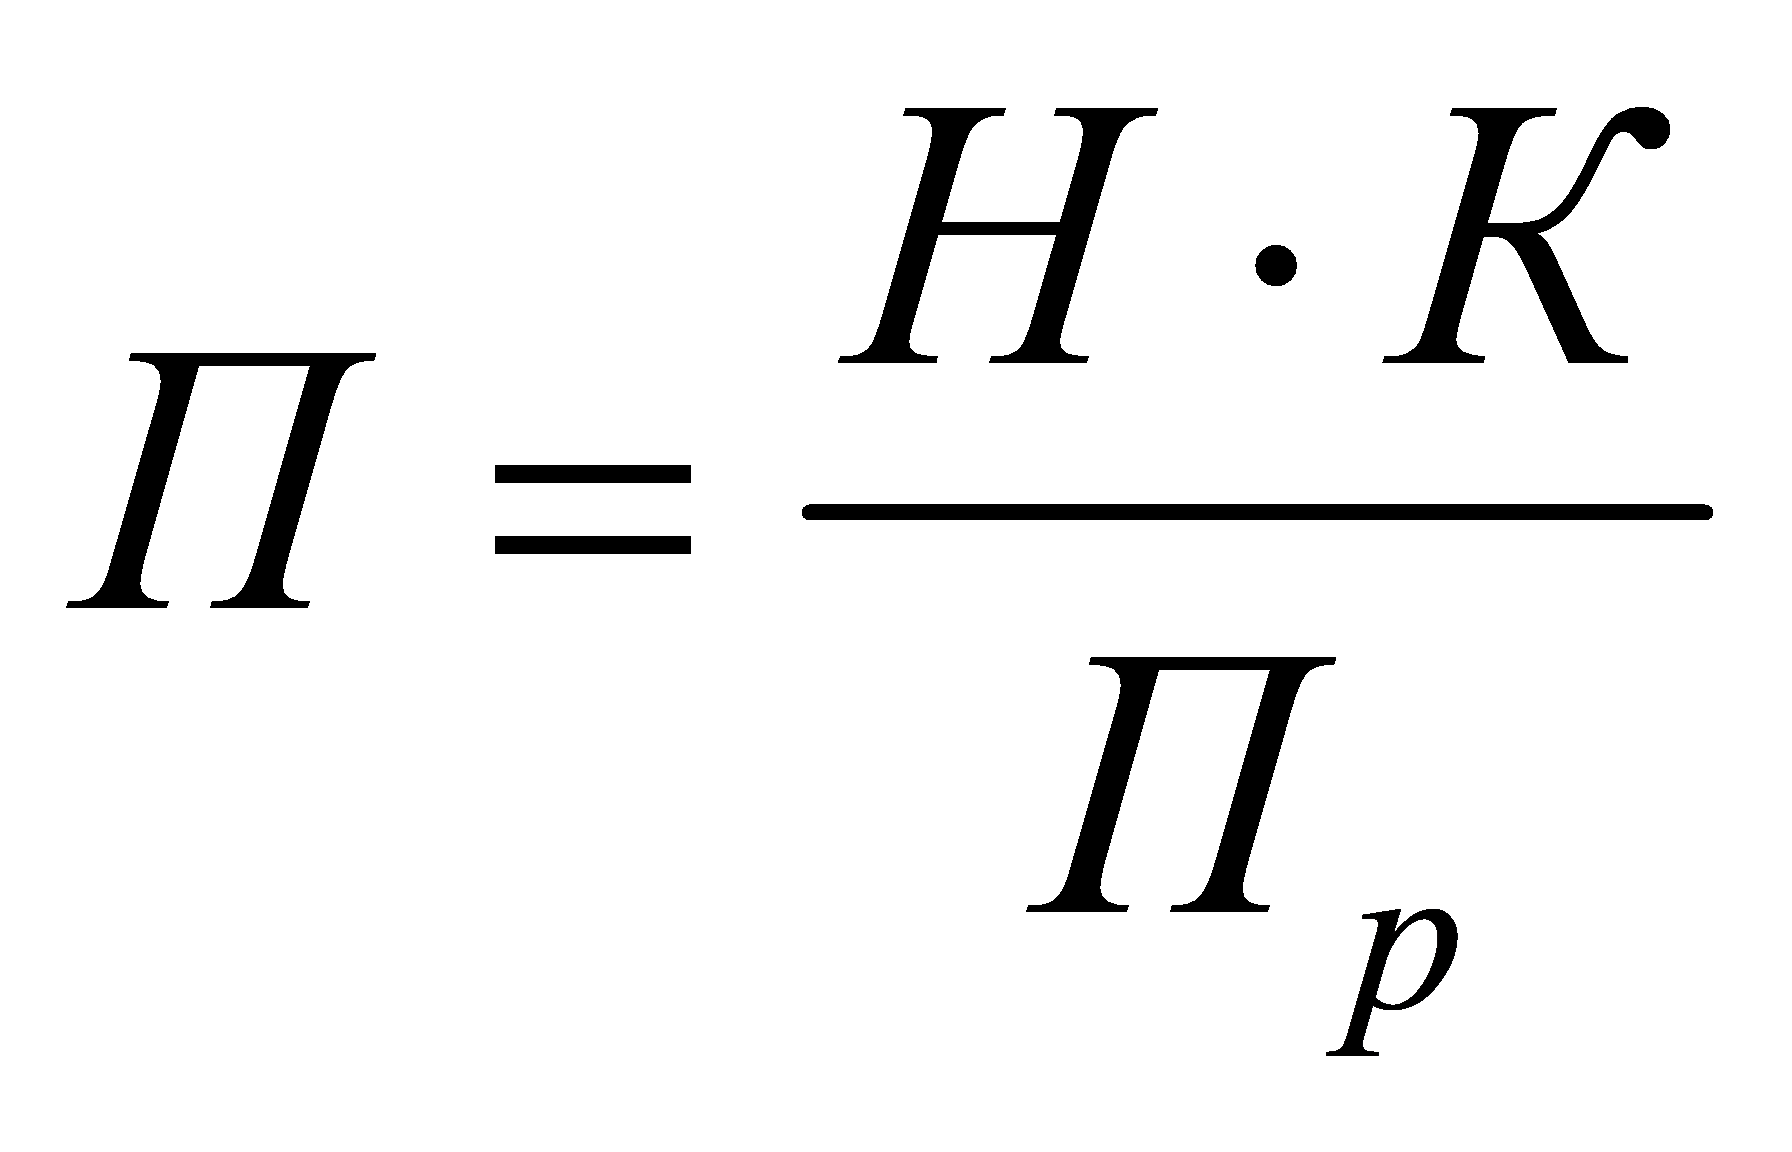 П = Н · К / П_р